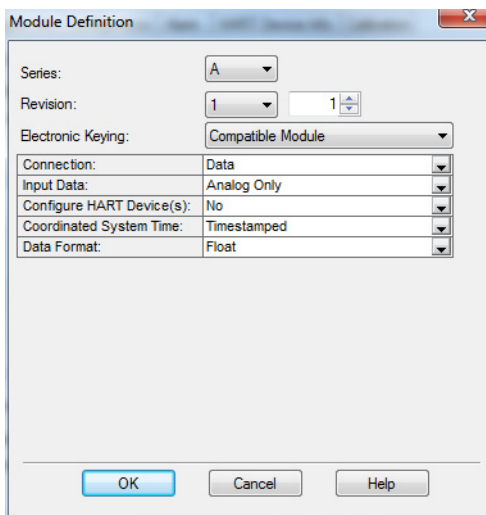 Module Definition
Series: A
Revision: 1 1
Electronic Keying: Compatible Module
Connection: Data
Input Data: Analog Only
Configure HART Device(s): No
Coordinated System Time: Timestamped
Data Format: Float
OK Cancel Help